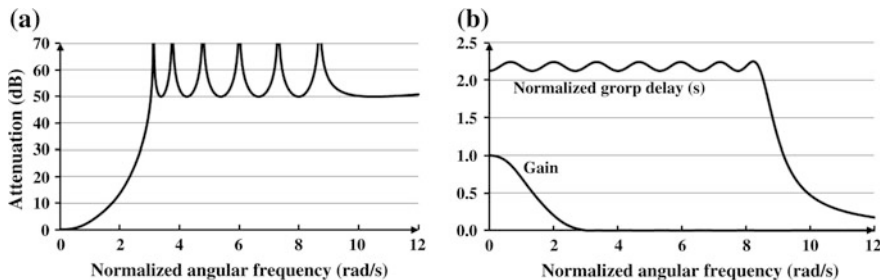 (a)
70
60
50
40
30
20
10
0
Attenuation (dB)
0 2 4 6 8 10 12
Normalized angular frequency (rad/s)
(b)
2.5
2.0
1.5
1.0
0.5
0.0
Normalized grorp delay (s)
Gain
0 2 4 6 8 10 12
Normalized angular frequency (rad/s)